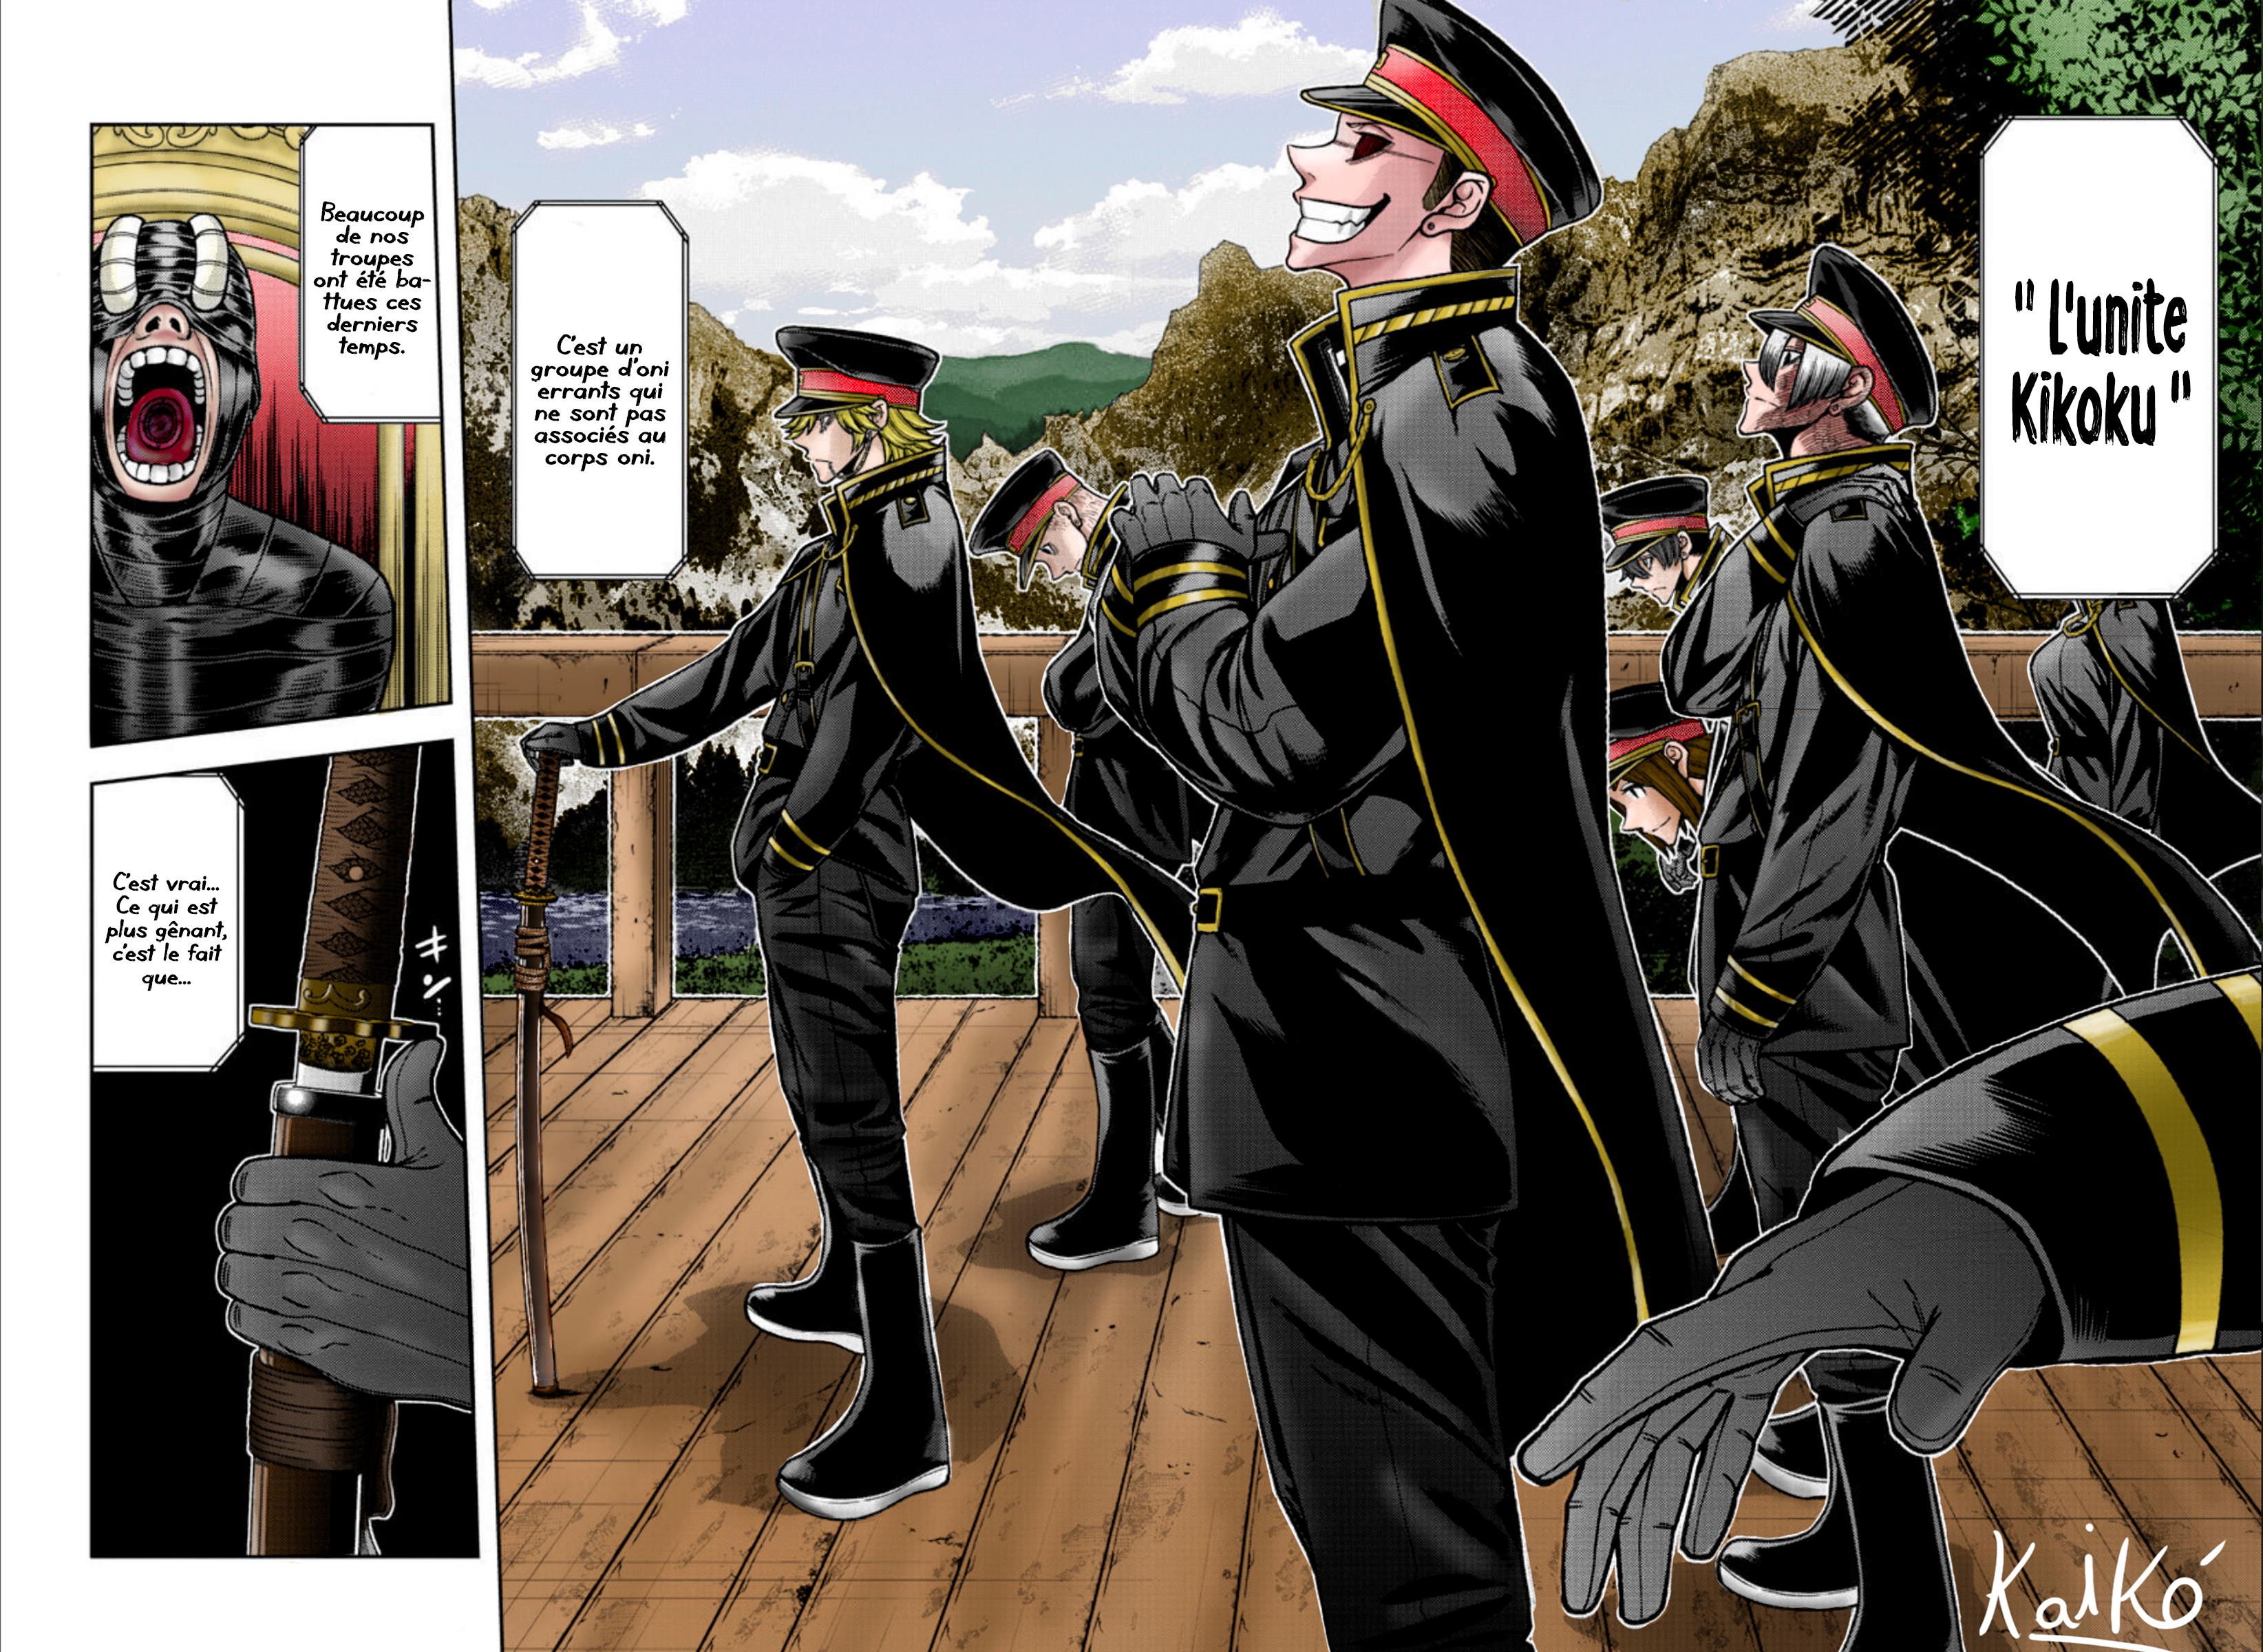 " L'unite
Kikoku "
C'est un
groupe d'oni
errants qui
ne sont pas
associés au
corps oni.
Beaucoup
de nos
troupes
ont été ba-
ttues ces
derniers
temps.
C'est vrai...
Ce qui est
plus gênant,
c'est le fait
que...
キン…
Kaikó